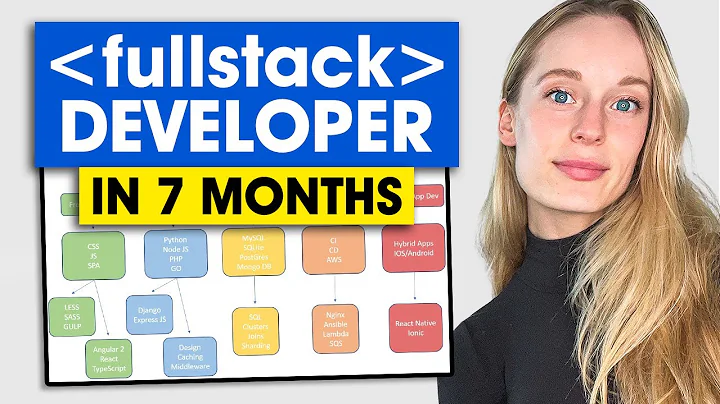 <fullstack>
DEVELOPER
IN 7 MONTHS
App Dev
CSS
JS
SPA
Python
Node JS
PHP
GO
MySQL
SQLite
Postgres
Mongo DB
CI
CD
AWS
Hybrid Apps
IOS/Android
LESS
SASS
GULP
Django
Express JS
SQL
Clusters
Joins
Sharding
Nginx
Ansible
Lambda
SQS
React Native
Ionic
Angular 2
React
TypeScript
Design
Caching
Middleware